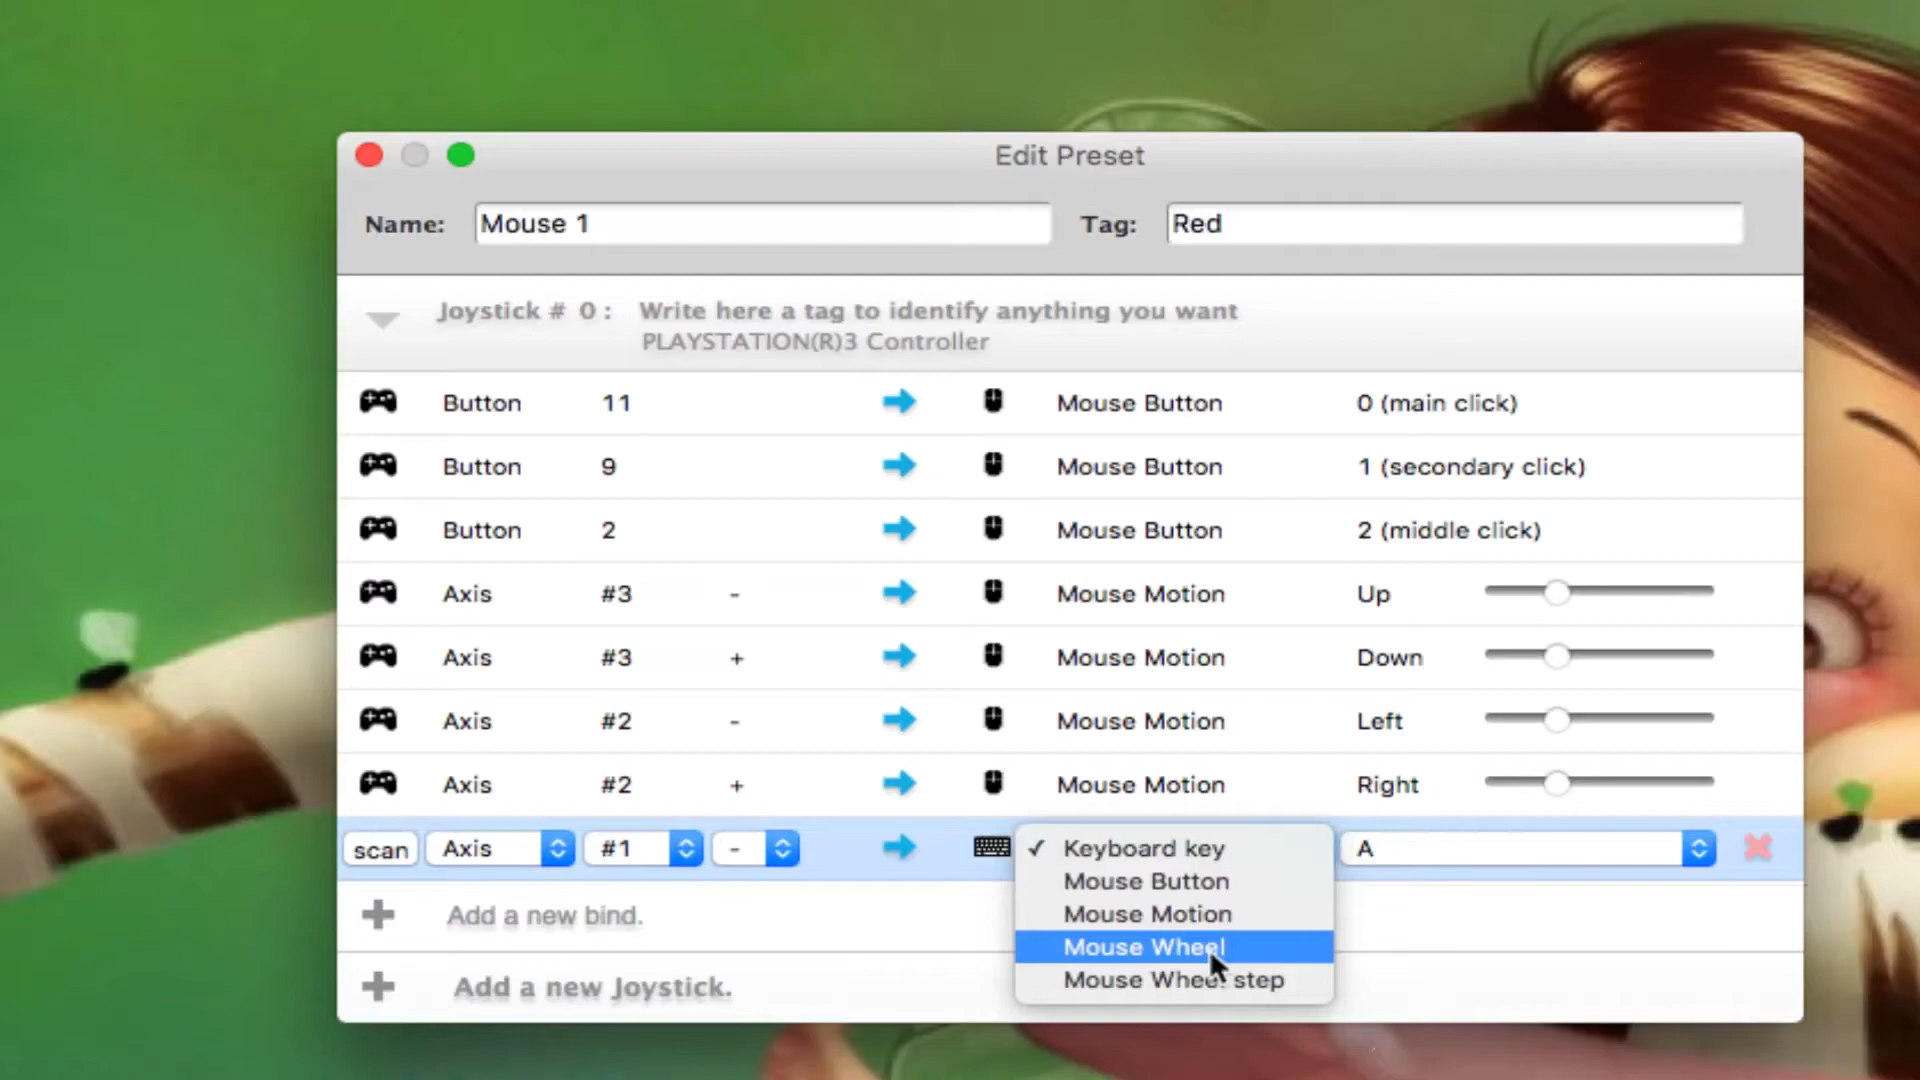 Edit Preset
Name: Mouse 1 Tag: Red
Joystick # 0 : Write here a tag to identify anything you want
PLAYSTATION(R)3 Controller
Button 11 Mouse Button 0 (main click)
Button 9 Mouse Button 1 (secondary click)
Button 2 Mouse Button 2 (middle click)
Axis #3 - Mouse Motion Up
Axis #3 + Mouse Motion Down
Axis #2 - Mouse Motion Left
Axis #2 + Mouse Motion Right
scan Axis #1 - ✓ Keyboard key A
Mouse Button
Add a new bind. Mouse Motion
Mouse Wheel
Add a new Joystick. Mouse Wheel step